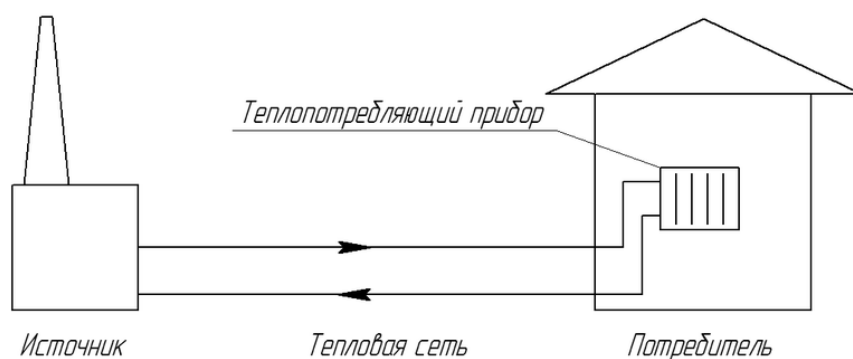 Теплопотребляющий прибор
Источник
Тепловая сеть
Потребитель